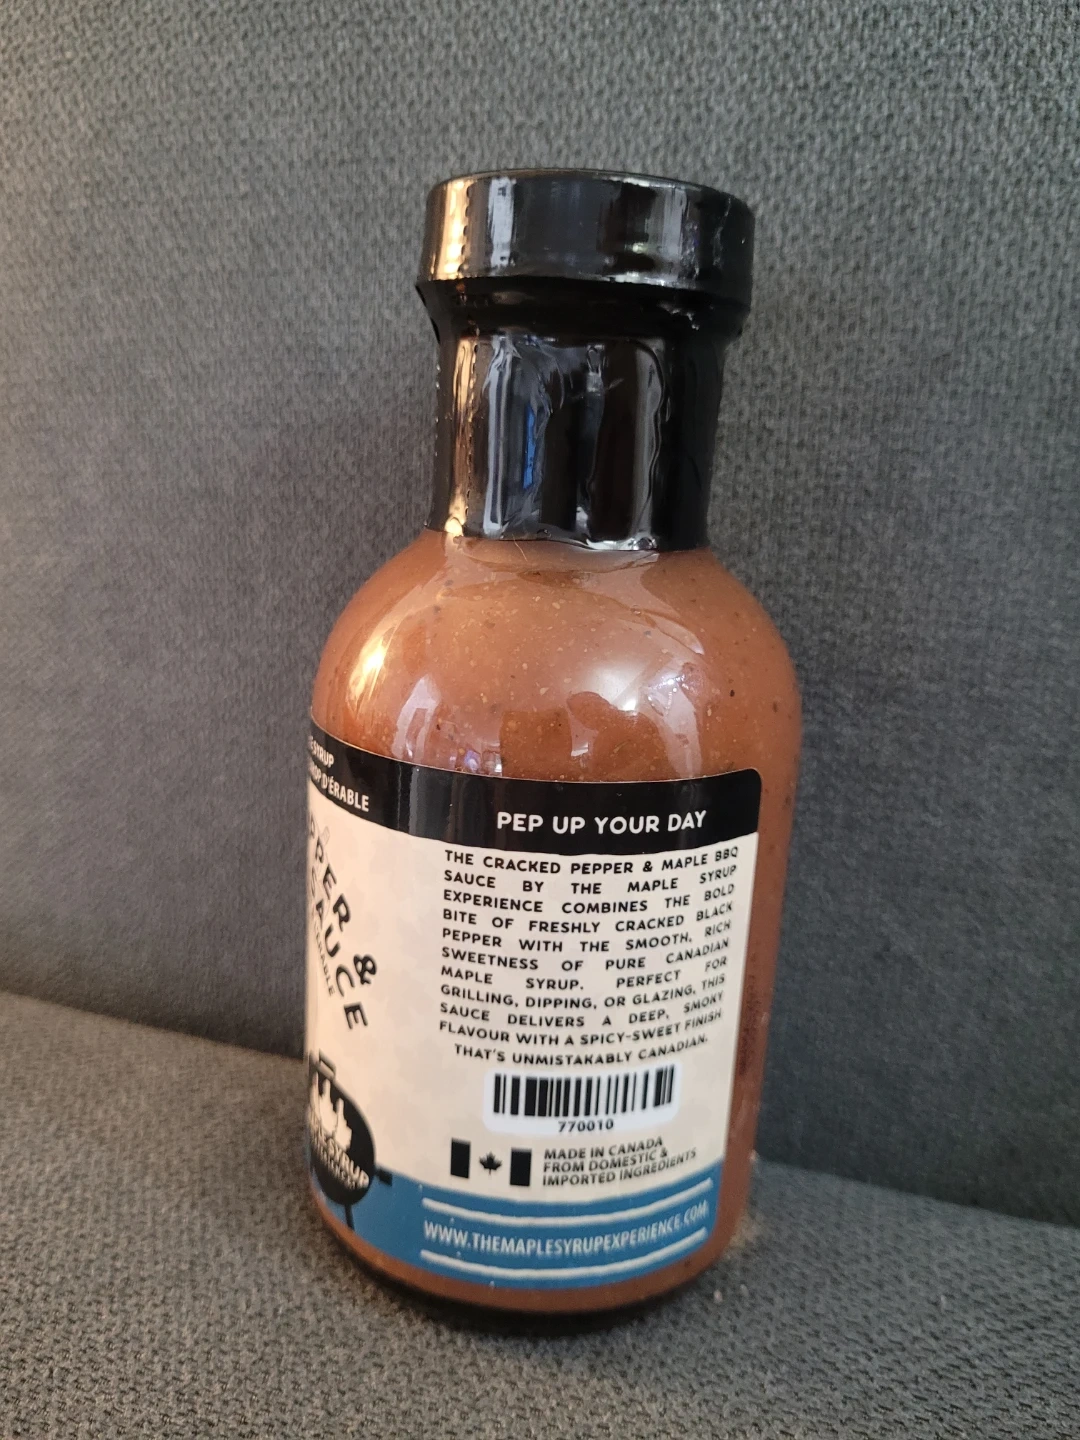 SYRUP
D'ÉRABLE
&
SAUCE
PEP UP YOUR DAY
THE CRACKED PEPPER & MAPLE BBQ
SAUCE BY THE MAPLE SYRUP
EXPERIENCE COMBINES THE BOLD
BITE OF FRESHLY CRACKED BLACK
PEPPER WITH THE SMOOTH, RICH
SWEETNESS OF PURE CANADIAN
MAPLE SYRUP. PERFECT FOR
GRILLING, DIPPING, OR GLAZING, THIS
SAUCE DELIVERS A DEEP, SMOKY
FLAVOUR WITH A SPICY-SWEET FINISH
THAT'S UNMISTAKABLY CANADIAN.
770010
MADE IN CANADA
FROM DOMESTIC &
IMPORTED INGREDIENTS
WWW.THEMAPLESYRUPEXPERIENCE.COM